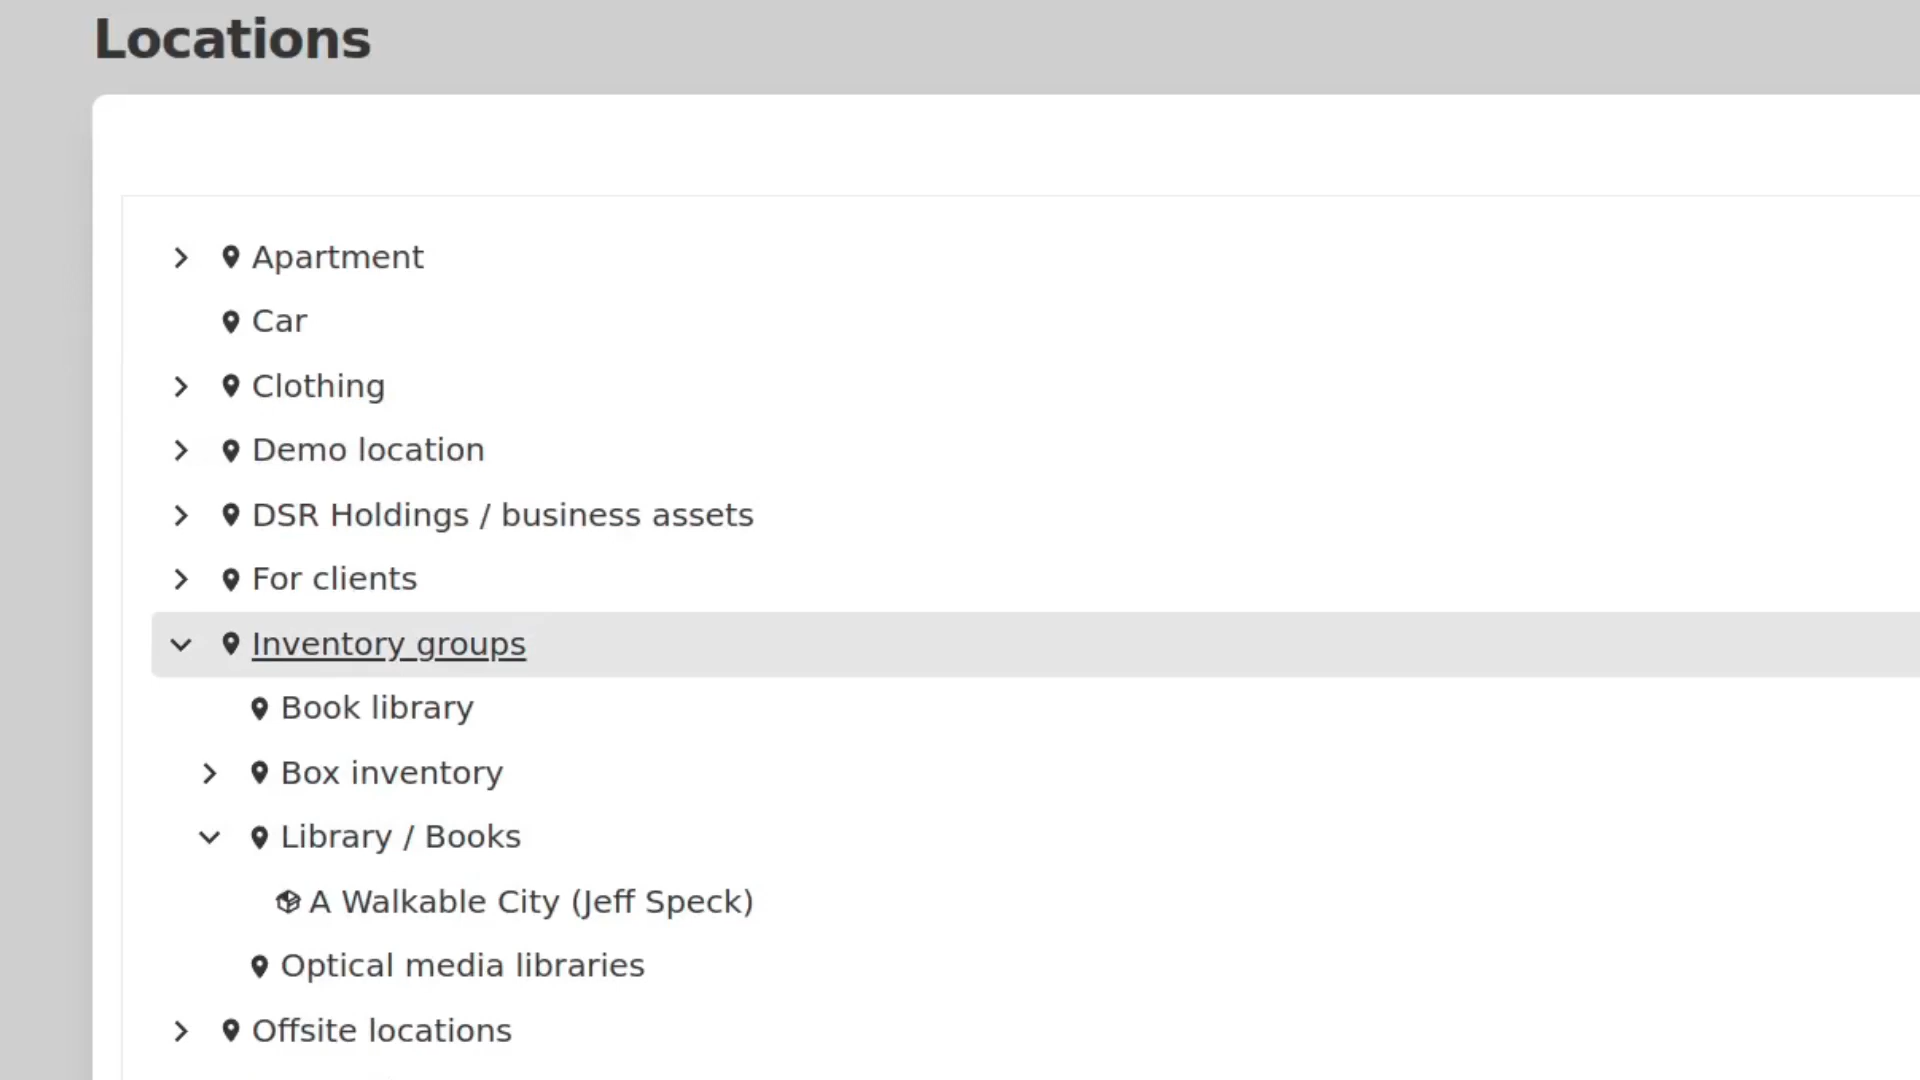 Locations
Apartment
Car
Clothing
Demo location
DSR Holdings / business assets
For clients
Inventory groups
Book library
Box inventory
Library / Books
A Walkable City (Jeff Speck)
Optical media libraries
Offsite locations